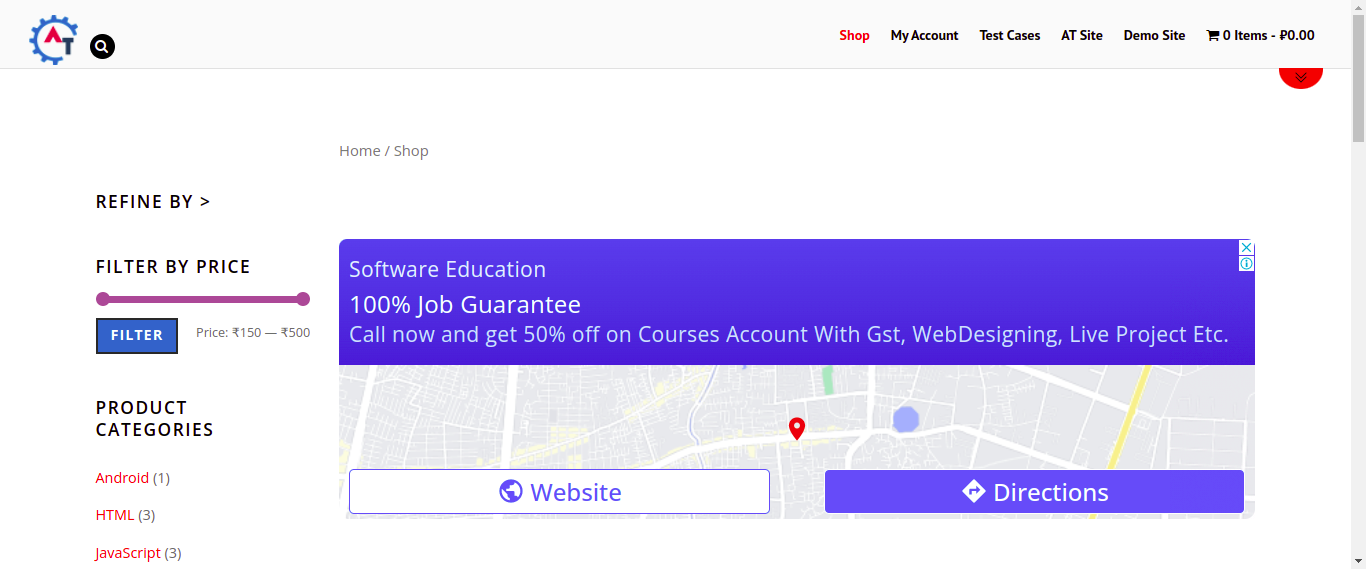 AT
Shop My Account Test Cases AT Site Demo Site 0 Items - ₽0.00
Home / Shop
REFINE BY >
FILTER BY PRICE
FILTER Price: ₹150 — ₹500
PRODUCT
CATEGORIES
Android (1)
HTML (3)
JavaScript (3)
Software Education
100% Job Guarantee
Call now and get 50% off on Courses Account With Gst, WebDesigning, Live Project Etc.
Website
Directions